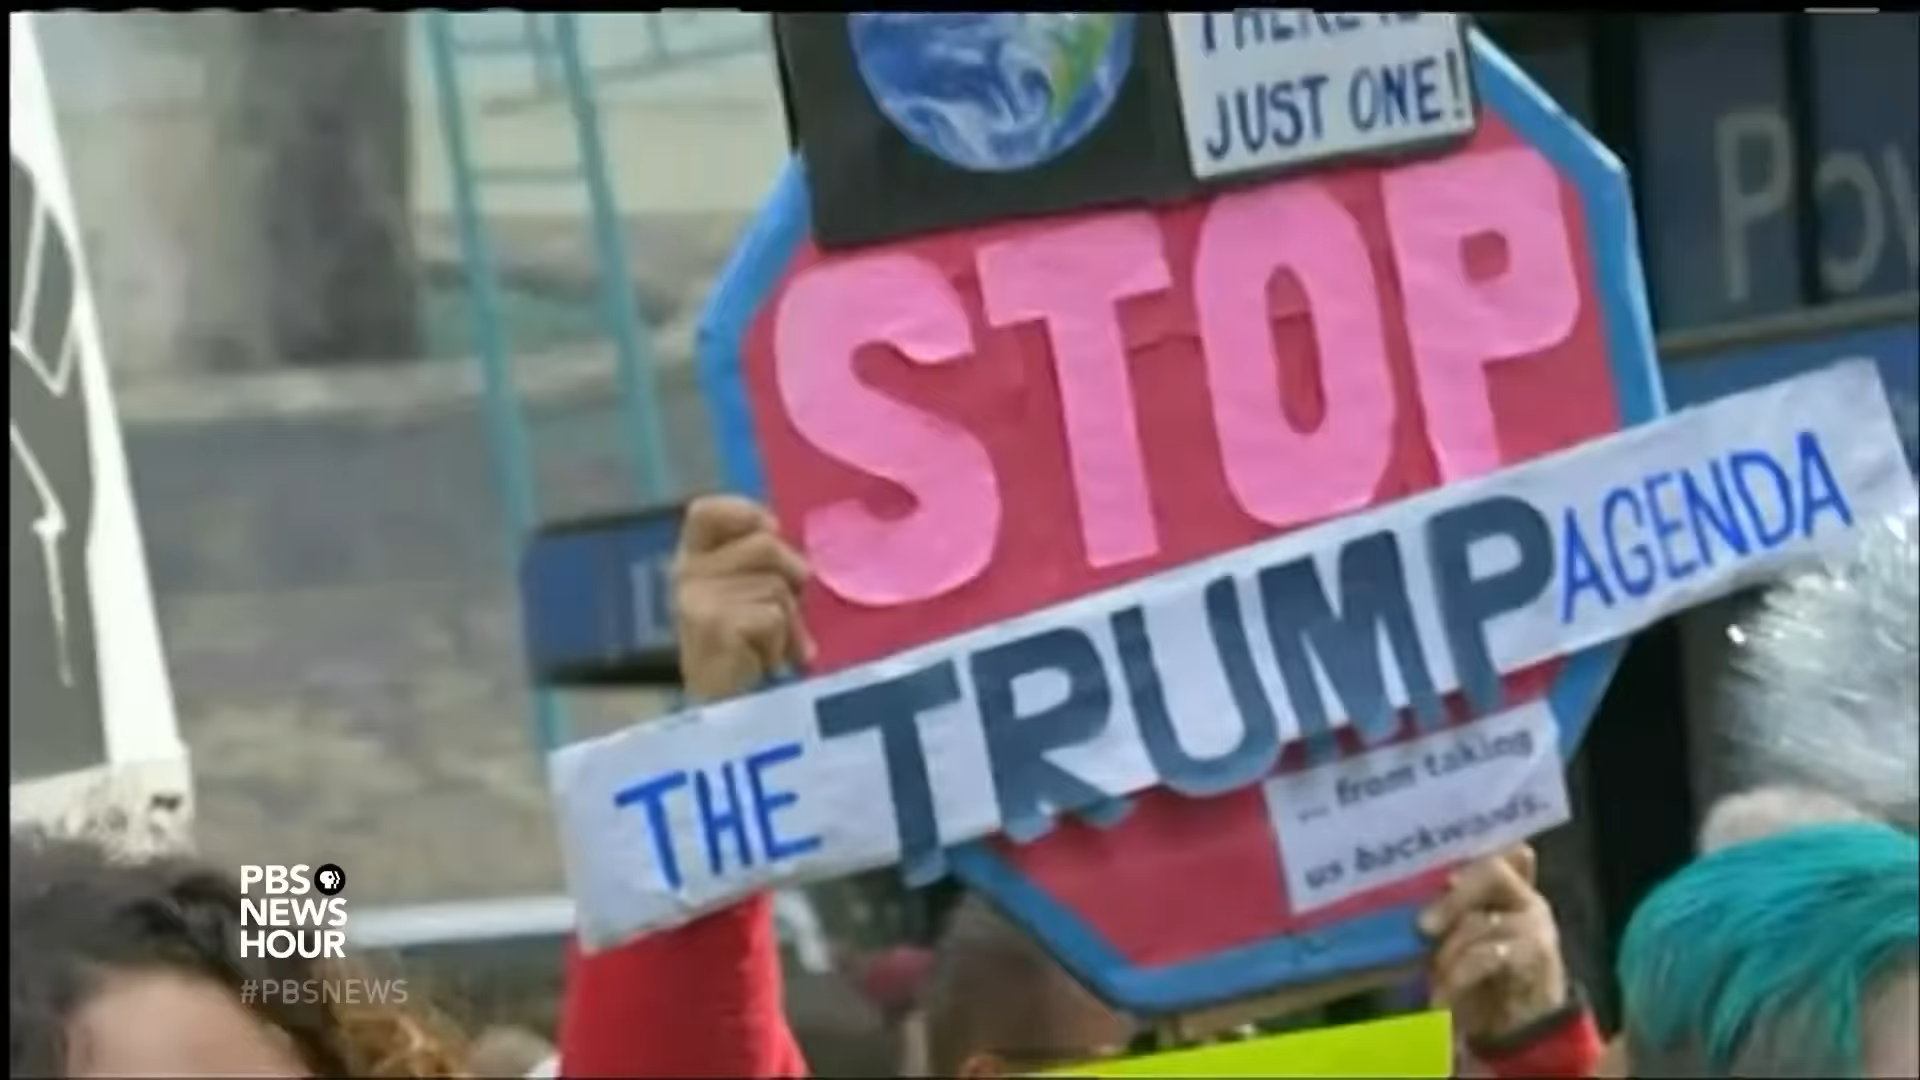 JUST ONE!
STOP
THE TRUMP AGENDA
... from taking
us backwards.
PBS
NEWS
HOUR
#PBSNEWS